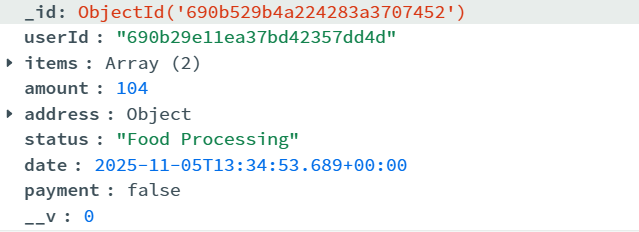 _id: ObjectId('690b529b4a224283a3707452')
userId : "690b29e11ea37bd42357dd4d"
items : Array (2)
amount : 104
address : Object
status : "Food Processing"
date : 2025-11-05T13:34:53.689+00:00
payment : false
__v : 0